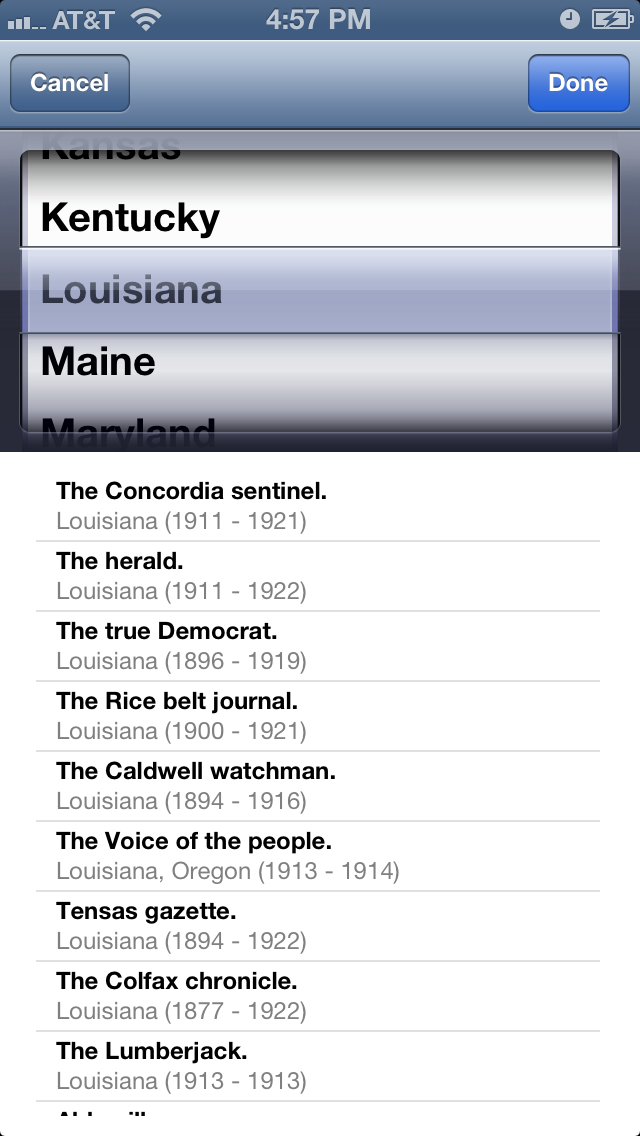 AT&T 4:57 PM
Cancel Done
Kansas
Kentucky
Louisiana
Maine
Maryland
The Concordia sentinel.
Louisiana (1911 - 1921)
The herald.
Louisiana (1911 - 1922)
The true Democrat.
Louisiana (1896 - 1919)
The Rice belt journal.
Louisiana (1900 - 1921)
The Caldwell watchman.
Louisiana (1894 - 1916)
The Voice of the people.
Louisiana, Oregon (1913 - 1914)
Tensas gazette.
Louisiana (1894 - 1922)
The Colfax chronicle.
Louisiana (1877 - 1922)
The Lumberjack.
Louisiana (1913 - 1913)